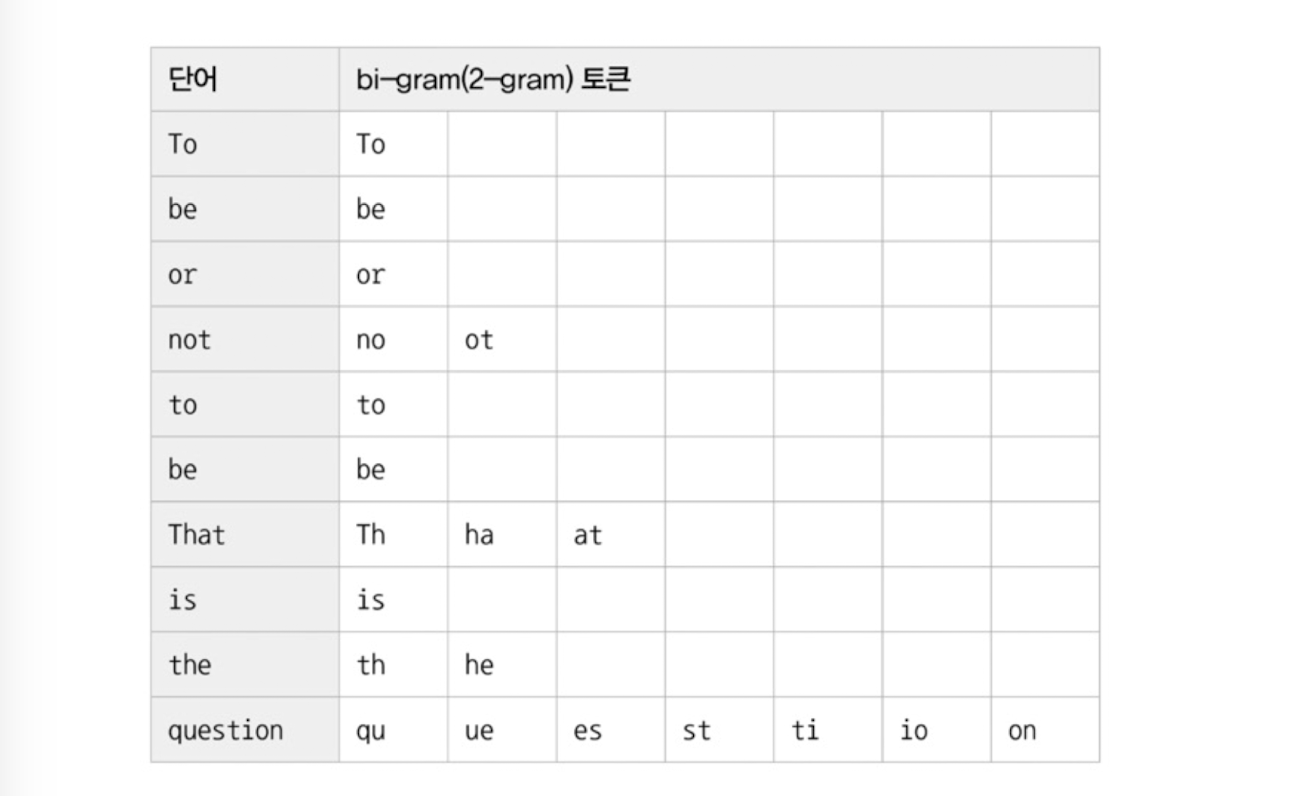 단어 bi-gram(2-gram) 토큰
To To
be be
or or
not no ot
to to
be be
That Th ha at
is is
the th he
question qu ue es st ti io on